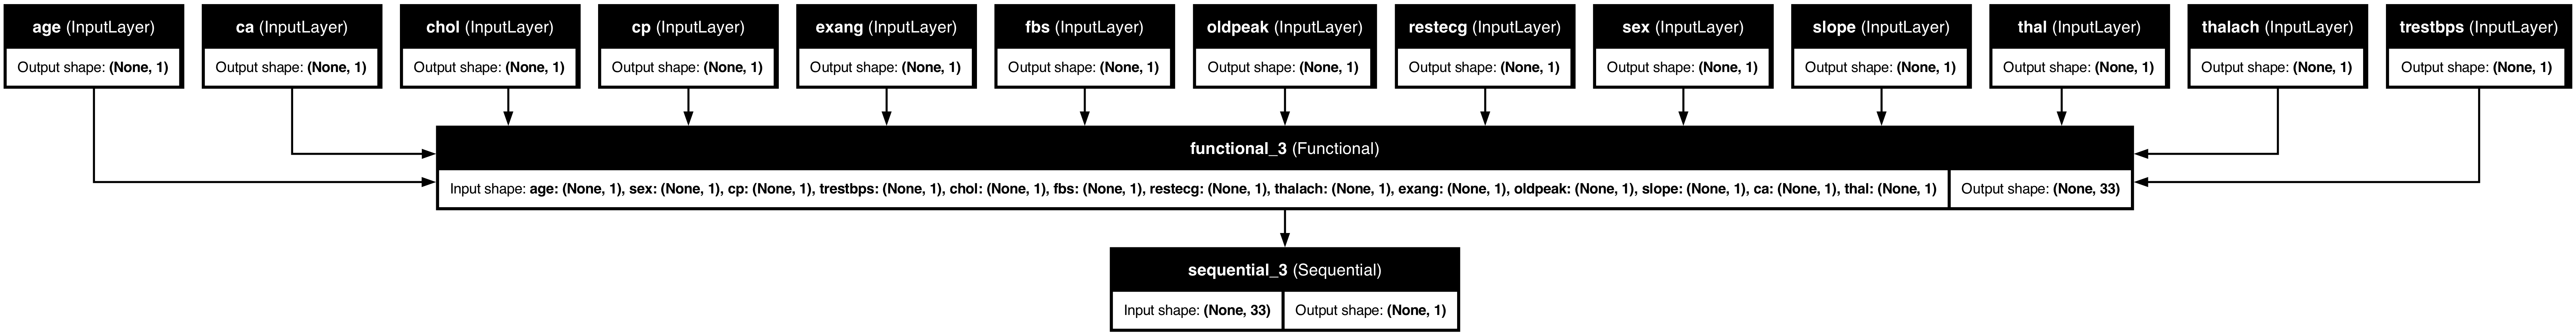 age (InputLayer)
Output shape: (None, 1)
ca (InputLayer)
Output shape: (None, 1)
chol (InputLayer)
Output shape: (None, 1)
cp (InputLayer)
Output shape: (None, 1)
exang (InputLayer)
Output shape: (None, 1)
fbs (InputLayer)
Output shape: (None, 1)
oldpeak (InputLayer)
Output shape: (None, 1)
restecg (InputLayer)
Output shape: (None, 1)
sex (InputLayer)
Output shape: (None, 1)
slope (InputLayer)
Output shape: (None, 1)
thal (InputLayer)
Output shape: (None, 1)
thalach (InputLayer)
Output shape: (None, 1)
trestbps (InputLayer)
Output shape: (None, 1)
functional_3 (Functional)
Input shape: age: (None, 1), sex: (None, 1), cp: (None, 1), trestbps: (None, 1), chol: (None, 1), fbs: (None, 1), restecg: (None, 1), thalach: (None, 1), exang: (None, 1), oldpeak: (None, 1), slope: (None, 1), ca: (None, 1), thal: (None, 1)
Output shape: (None, 33)
sequential_3 (Sequential)
Input shape: (None, 33)
Output shape: (None, 1)